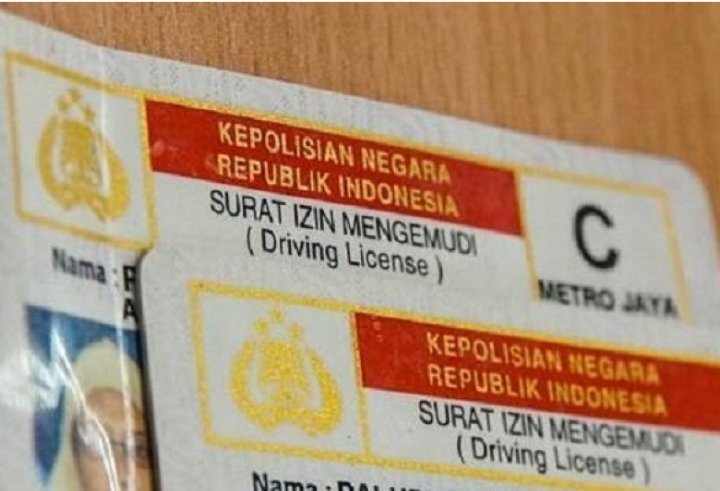 KEPOLISIAN NEGARA
REPUBLIK INDONESIA
SURAT IZIN MENGEMUDI
( Driving License )
C
METRO JAYA
Nama :
KEPOLISIAN NEGARA
REPUBLIK INDONESIA
SURAT IZIN MENGEMUDI
( Driving License )
Nama :